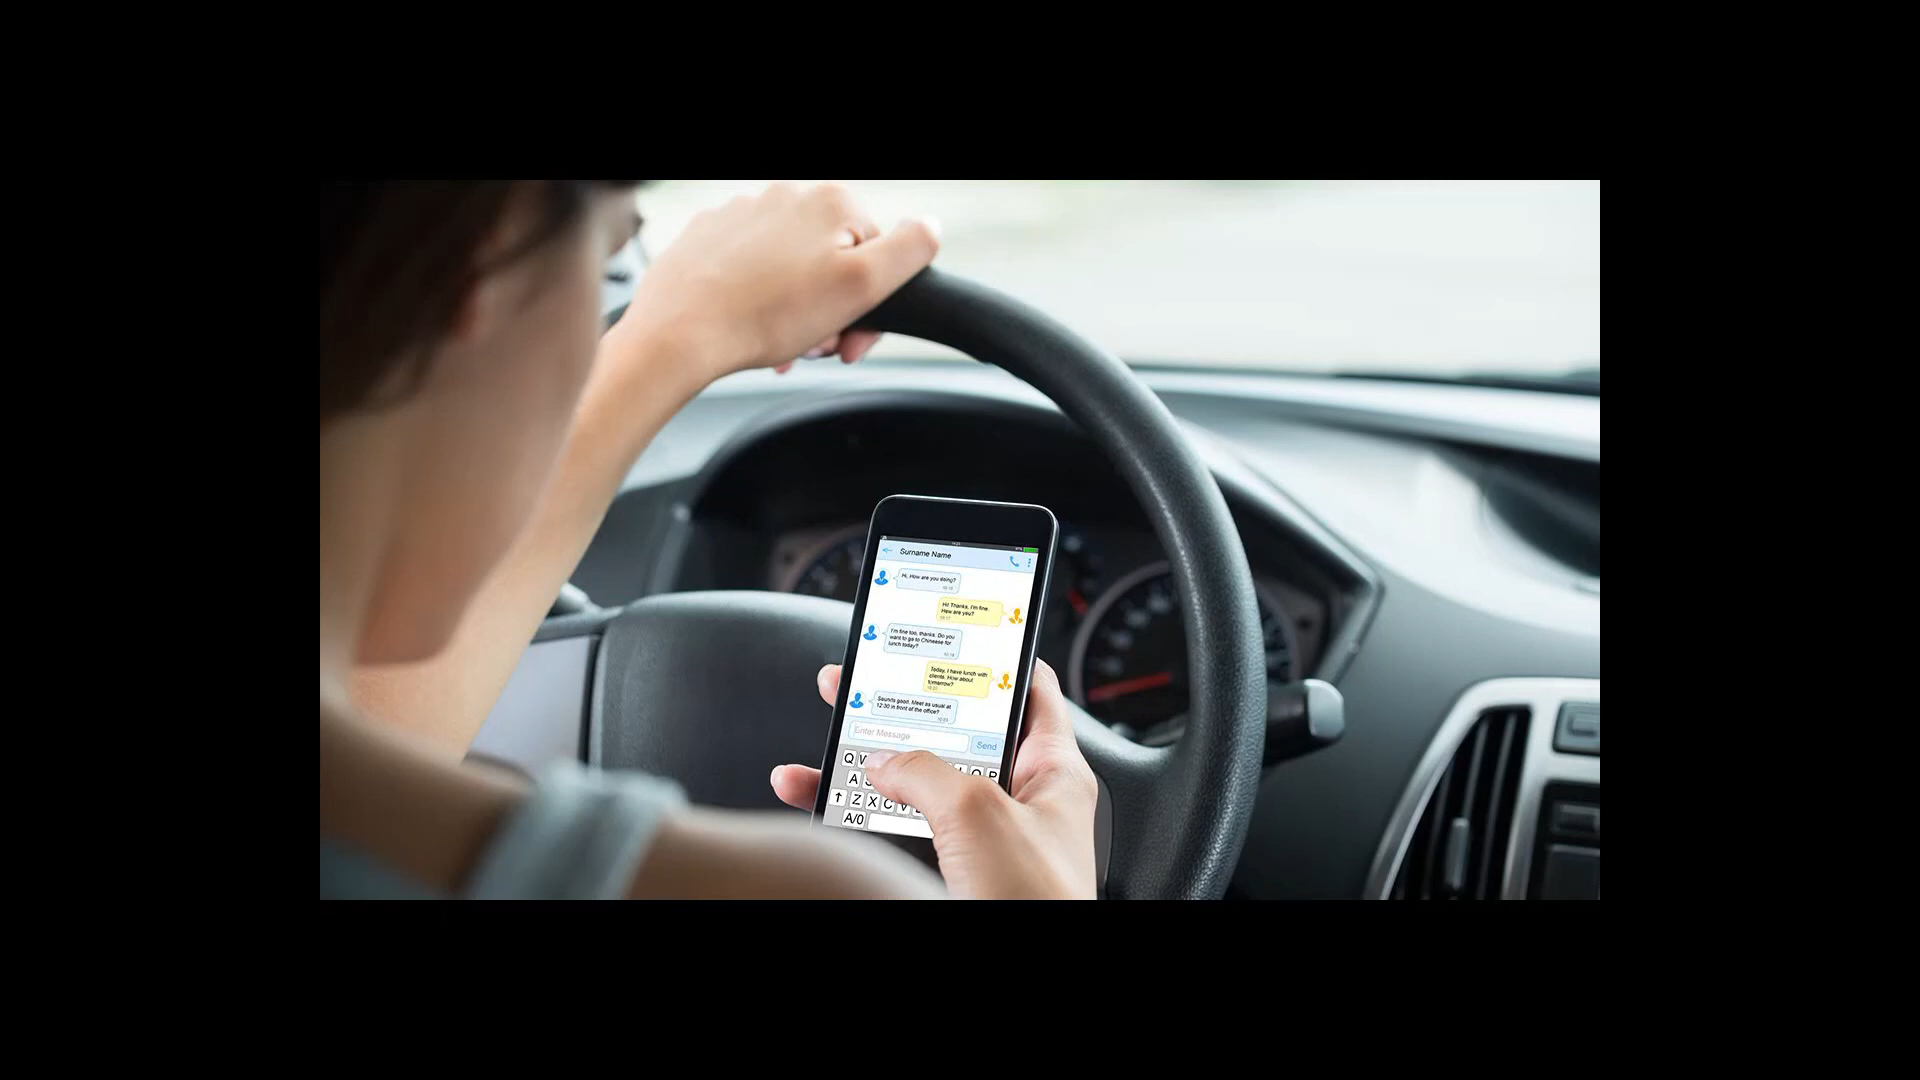 Surname Name
Hi, How are you doing?
Hi! Thanks, I'm fine.
How are you?
I'm fine too, thanks. Do you
want to go to Chineese for
lunch today?
Today, I have lunch with
clients. How about
tomorrow?
Sounds good. Meet as usual at
12:30 in front of the office?
Enter Message
Send
Q
A
Z X C V
A/0